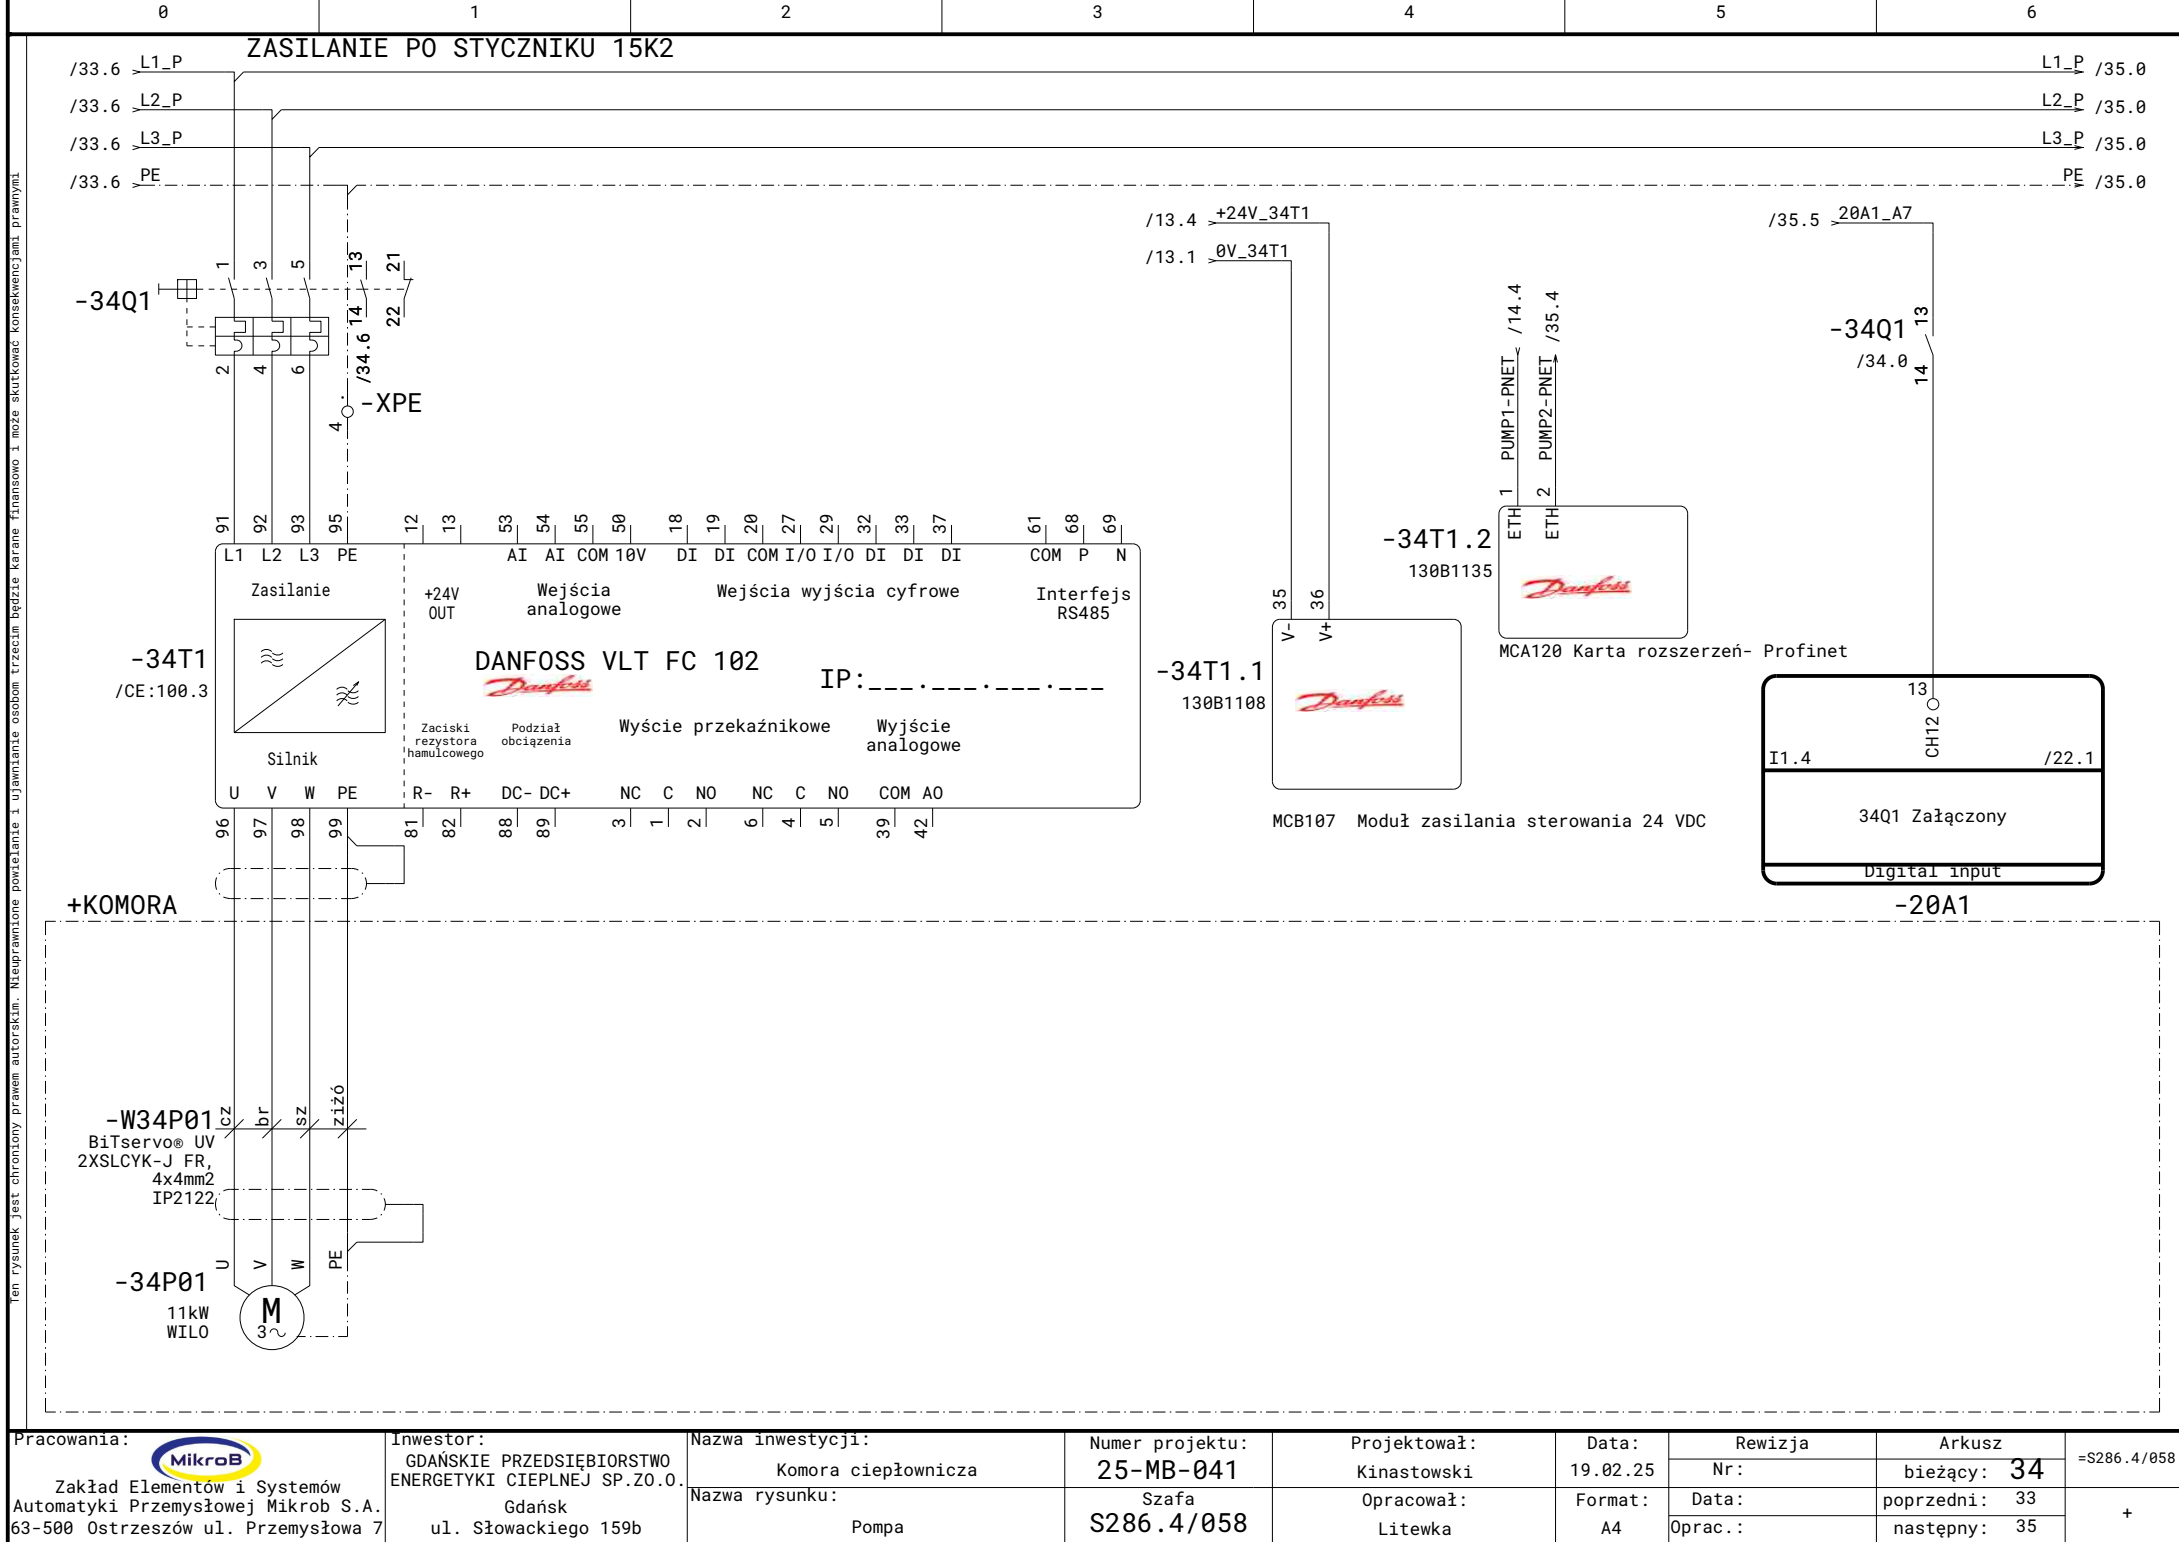 0 1 2 3 4 5 6
ZASILANIE PO STYCZNIKU 15K2
/33.6 L1_P L1_P /35.0
/33.6 L2_P L2_P /35.0
/33.6 L3_P L3_P /35.0
/33.6 PE PE /35.0
/13.4 +24V_34T1
/13.1 0V_34T1
/35.5 20A1_A7
-34Q1
1 3 5 13 21
2 4 6 14 22
/34.6
-XPE
4
PUMP1-PNET /14.4
PUMP2-PNET /35.4
-34Q1
/34.0
13
14
91 92 93 95 12 13 53 54 55 50 18 19 20 27 29 32 33 37 61 68 69
L1 L2 L3 PE AI AI COM 10V DI DI COM I/O I/O DI DI DI COM P N
Zasilanie
+24V
OUT
Wejścia
analogowe
Wejścia wyjścia cyfrowe
Interfejs
RS485
-34T1
/CE:100.3
DANFOSS VLT FC 102
Danfoss
IP:___.___.___.___
Zaciski
rezystora
hamulcowego
Podział
obciązenia
Wyście przekaźnikowe
Wyjście
analogowe
Silnik
U V W PE R- R+ DC- DC+ NC C NO NC C NO COM AO
96 97 98 99 81 82 88 89 3 1 2 6 4 5 39 42
-34T1.1
130B1108
35 36
V- V+
Danfoss
MCB107 Moduł zasilania sterowania 24 VDC
-34T1.2
130B1135
ETH 1
ETH 2
Danfoss
MCA120 Karta rozszerzeń- Profinet
13
CH12
I1.4 /22.1
34Q1 Załączony
Digital input
-20A1
+KOMORA
-W34P01
BiTservo® UV
2XSLCYK-J FR,
4x4mm2
IP2122
cz br sz ziżó
U V W PE
-34P01
11kW
WILO
M
3~
Ten rysunek jest chroniony prawem autorskim. Nieuprawnione powielanie i ujawnianie osobom trzecim będzie karane finansowo i może skutkować konsekwencjami prawnymi
Pracowania:
MikroB
Zakład Elementów i Systemów
Automatyki Przemysłowej Mikrob S.A.
63-500 Ostrzeszów ul. Przemysłowa 7
Inwestor:
GDAŃSKIE PRZEDSIĘBIORSTWO
ENERGETYKI CIEPLNEJ SP.ZO.O.
Gdańsk
ul. Słowackiego 159b
Nazwa inwestycji:
Komora ciepłownicza
Nazwa rysunku:
Pompa
Numer projektu:
25-MB-041
Szafa
S286.4/058
Projektował:
Kinastowski
Opracował:
Litewka
Data:
19.02.25
Format:
A4
Rewizja
Nr:
Data:
Oprac.:
Arkusz
bieżący: 34
poprzedni: 33
następny: 35
=S286.4/058
+